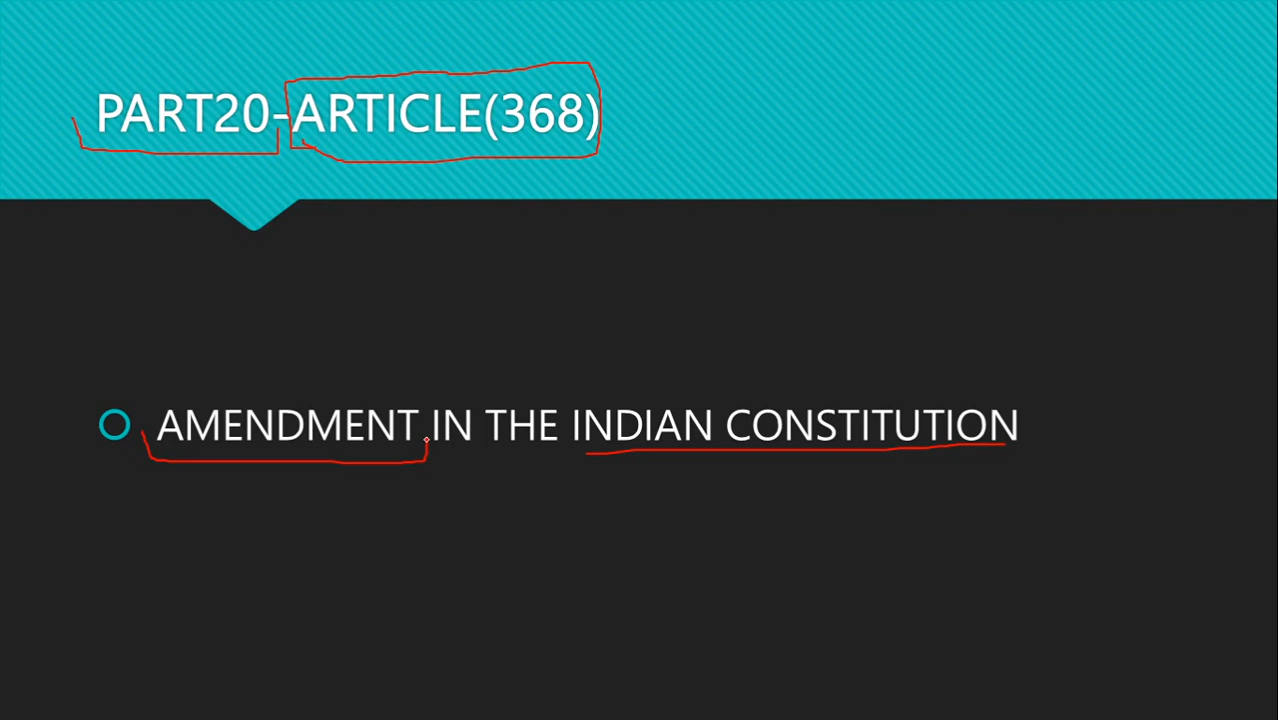 PART20-ARTICLE(368)
AMENDMENT IN THE INDIAN CONSTITUTION